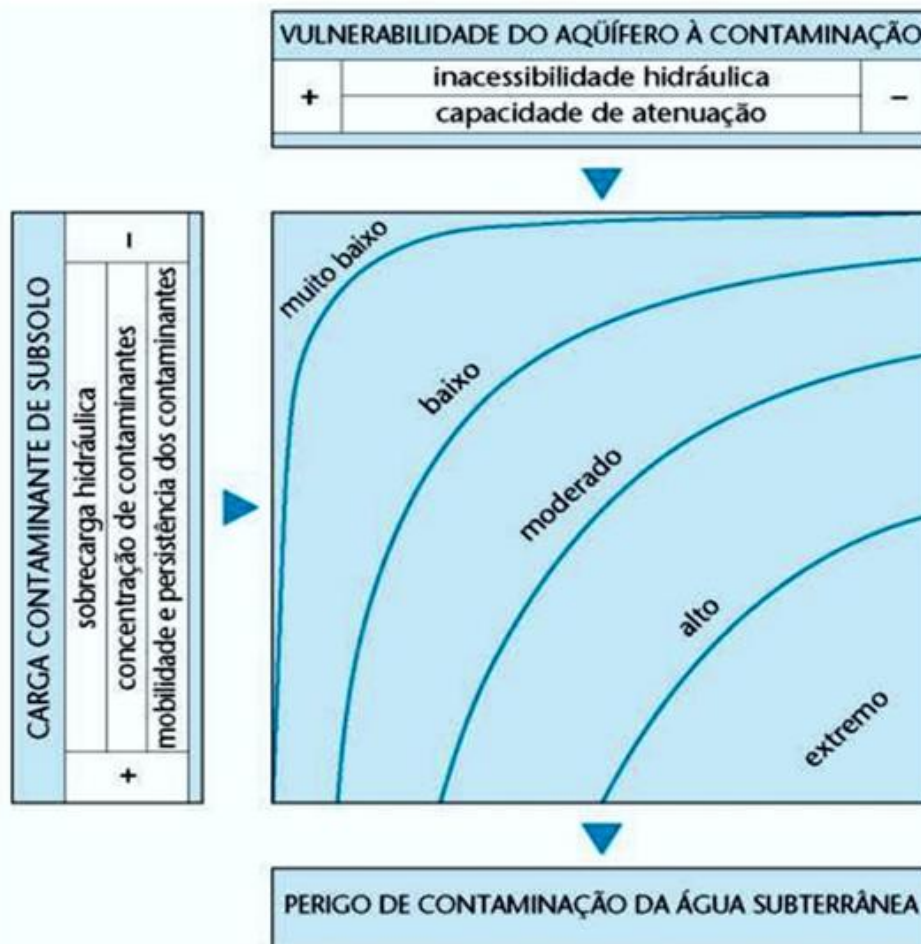 VULNERABILIDADE DO AQÜÍFERO À CONTAMINAÇÃO
+
inacessibilidade hidráulica
−
capacidade de atenuação
CARGA CONTAMINANTE DE SUBSOLO
−
sobrecarga hidráulica
concentração de contaminantes
mobilidade e persistência dos contaminantes
+
muito baixo
baixo
moderado
alto
extremo
PERIGO DE CONTAMINAÇÃO DA ÁGUA SUBTERRÂNEA